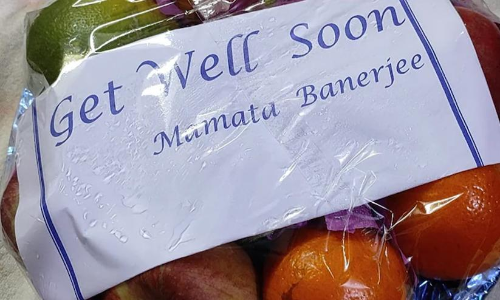 Get Well Soon
Mamata Banerjee